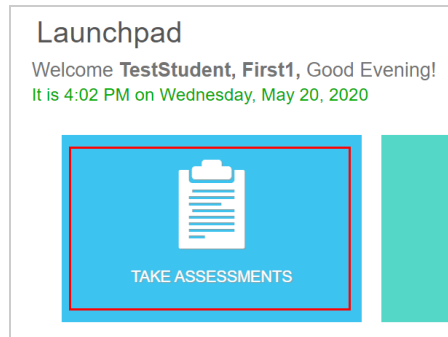 Launchpad
Welcome TestStudent, First1, Good Evening!
It is 4:02 PM on Wednesday, May 20, 2020
TAKE ASSESSMENTS